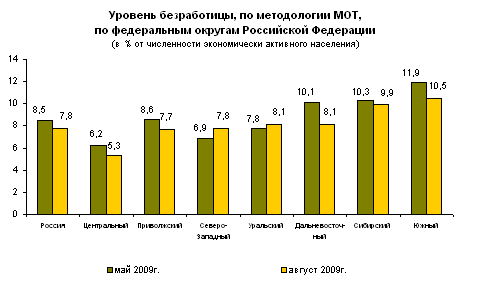 Уровень безработицы, по методологии МОТ,
по федеральным округам Российской Федерации
(в % от численности экономически активного населения)
14
12
10
8
6
4
2
0
8,5
7,8
6,2
5,3
8,6
7,7
6,9
7,8
7,8
8,1
10,1
8,1
10,3
9,9
11,9
10,5
Россия
Центральный
Приволжский
Северо-
Западный
Уральский
Дальневосточ-
ный
Сибирский
Южный
май 2009г.
август 2009г.